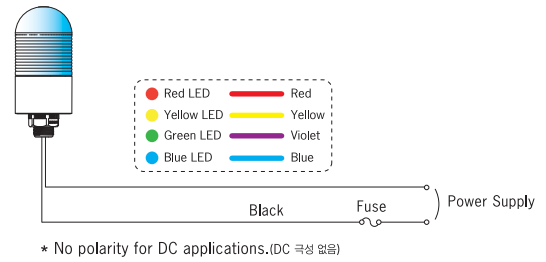 Red LED Red
Yellow LED Yellow
Green LED Violet
Blue LED Blue
Power Supply
Black Fuse
* No polarity for DC applications.(DC 극성 없음)